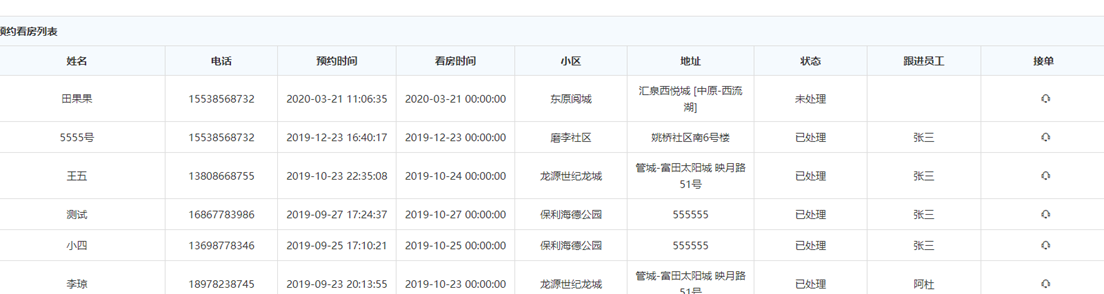 预约看房列表
姓名 电话 预约时间 看房时间 小区 地址 状态 跟进员工 接单
田果果 15538568732 2020-03-21 11:06:35 2020-03-21 00:00:00 东原阅城 汇泉西悦城 [中原-西流湖] 未处理
5555号 15538568732 2019-12-23 16:40:17 2019-12-23 00:00:00 磨李社区 姚桥社区南6号楼 已处理 张三
王五 13808668755 2019-10-23 22:35:08 2019-10-24 00:00:00 龙源世纪龙城 管城-富田太阳城 映月路51号 已处理 张三
测试 16867783986 2019-09-27 17:24:37 2019-10-27 00:00:00 保利海德公园 555555 已处理 张三
小四 13698778346 2019-09-25 17:10:21 2019-10-25 00:00:00 保利海德公园 555555 已处理 张三
李琼 18978238745 2019-09-23 20:13:55 2019-10-23 00:00:00 龙源世纪龙城 管城-富田太阳城 映月路51号 已处理 阿杜